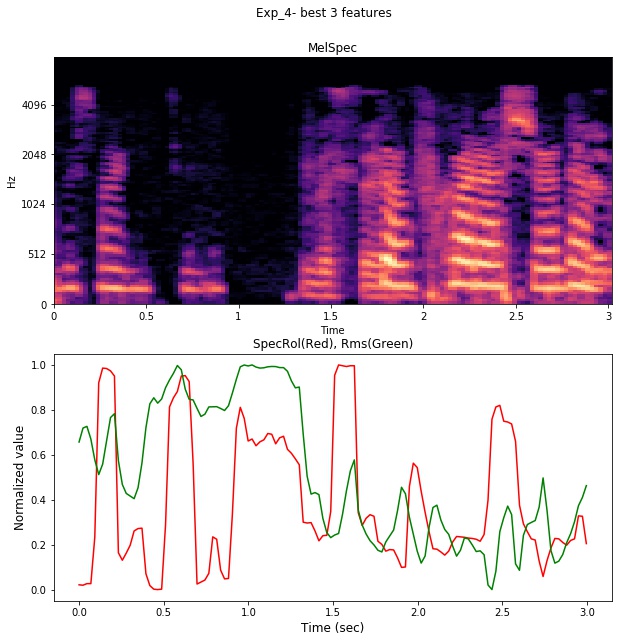 Exp_4- best 3 features
MelSpec
Hz
4096
2048
1024
512
0
0 0.5 1 1.5 2 2.5 3
Time
SpecRol(Red), Rms(Green)
Normalized value
1.0
0.8
0.6
0.4
0.2
0.0
0.0 0.5 1.0 1.5 2.0 2.5 3.0
Time (sec)